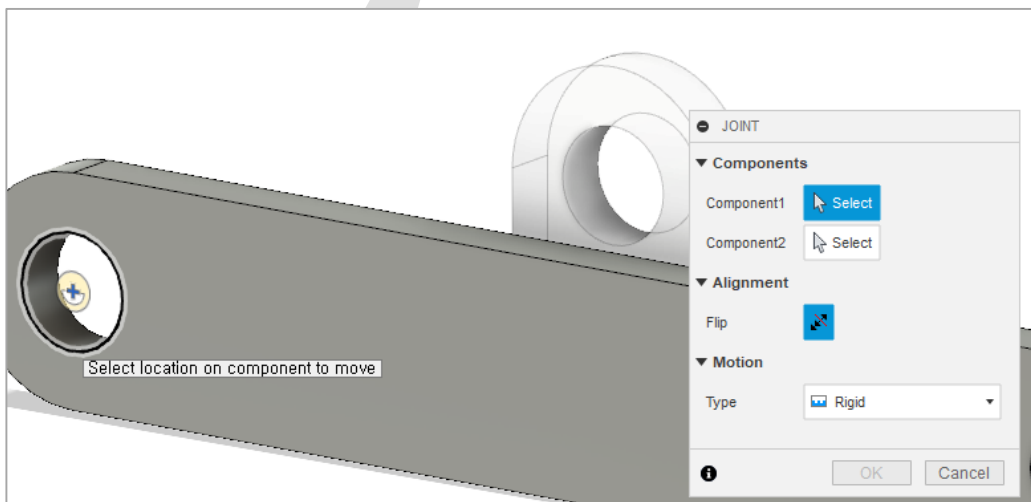 JOINT
Components
Component1 Select
Component2 Select
Alignment
Flip
Motion
Type Rigid
OK Cancel
Select location on component to move